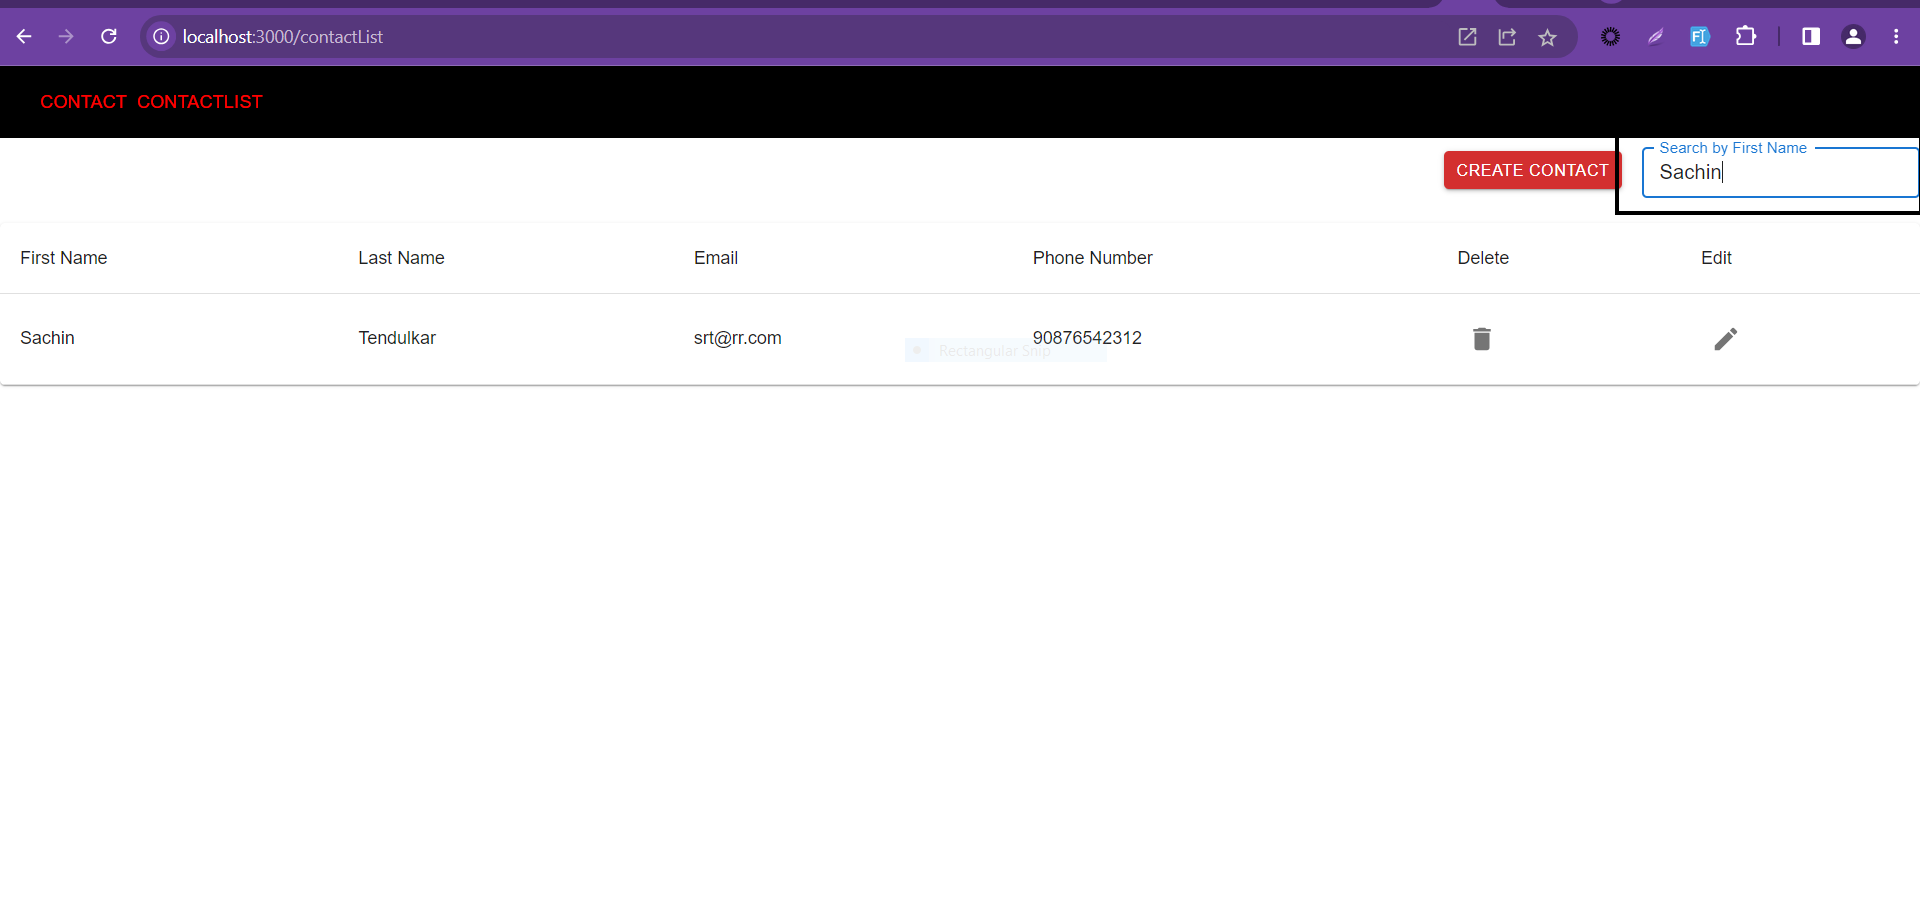 localhost:3000/contactList
CONTACT CONTACTLIST
CREATE CONTACT
Search by First Name
Sachin
First Name Last Name Email Phone Number Delete Edit
Sachin Tendulkar srt@rr.com 90876542312
Rectangular Snip